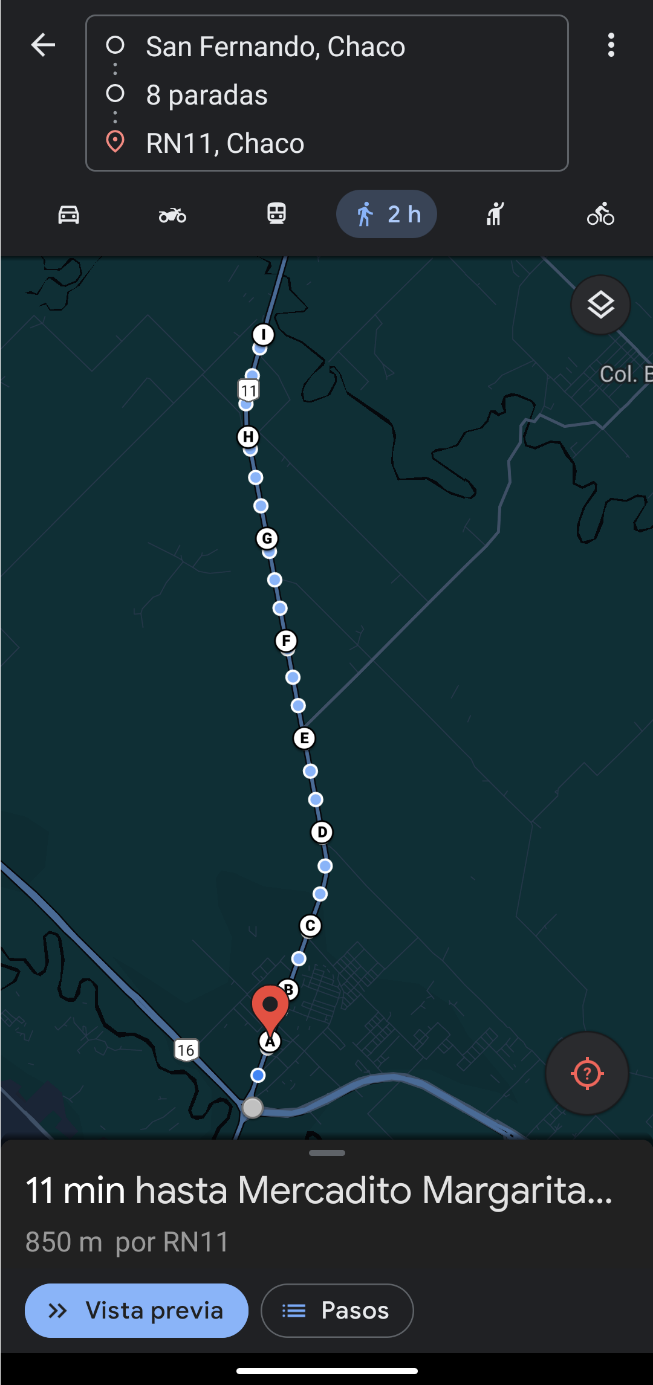 San Fernando, Chaco
8 paradas
RN11, Chaco
2 h
I
Col. B
11
H
G
F
E
D
C
B
A
16
?
11 min hasta Mercadito Margarita...
850 m por RN11
Vista previa
Pasos